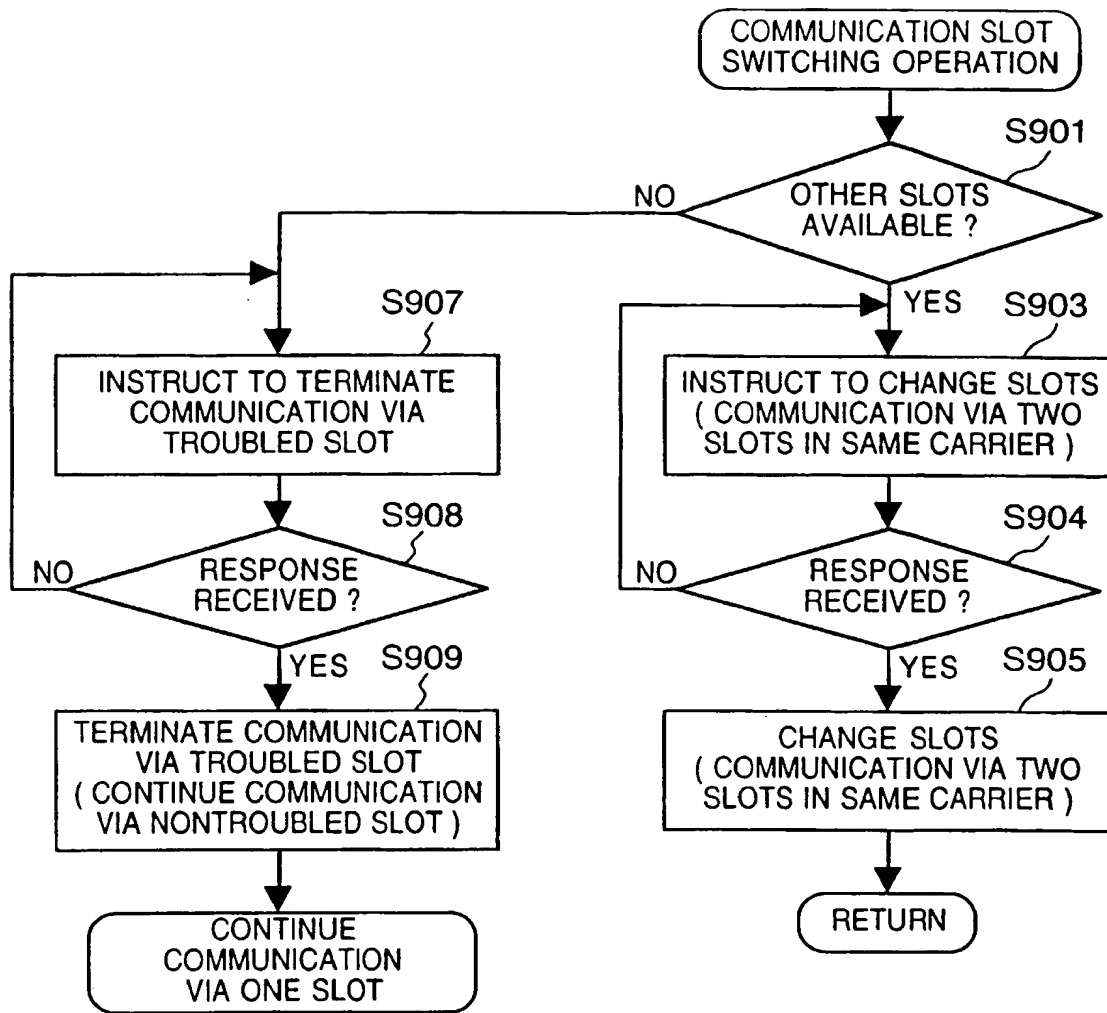 COMMUNICATION SLOT
SWITCHING OPERATION
S901
OTHER SLOTS
AVAILABLE ?
NO
YES
S907
INSTRUCT TO TERMINATE
COMMUNICATION VIA
TROUBLED SLOT
S908
RESPONSE
RECEIVED ?
NO
YES
S909
TERMINATE COMMUNICATION
VIA TROUBLED SLOT
( CONTINUE COMMUNICATION
VIA NONTROUBLED SLOT )
CONTINUE
COMMUNICATION
VIA ONE SLOT
S903
INSTRUCT TO CHANGE SLOTS
( COMMUNICATION VIA TWO
SLOTS IN SAME CARRIER )
S904
RESPONSE
RECEIVED ?
NO
YES
S905
CHANGE SLOTS
( COMMUNICATION VIA TWO
SLOTS IN SAME CARRIER )
RETURN